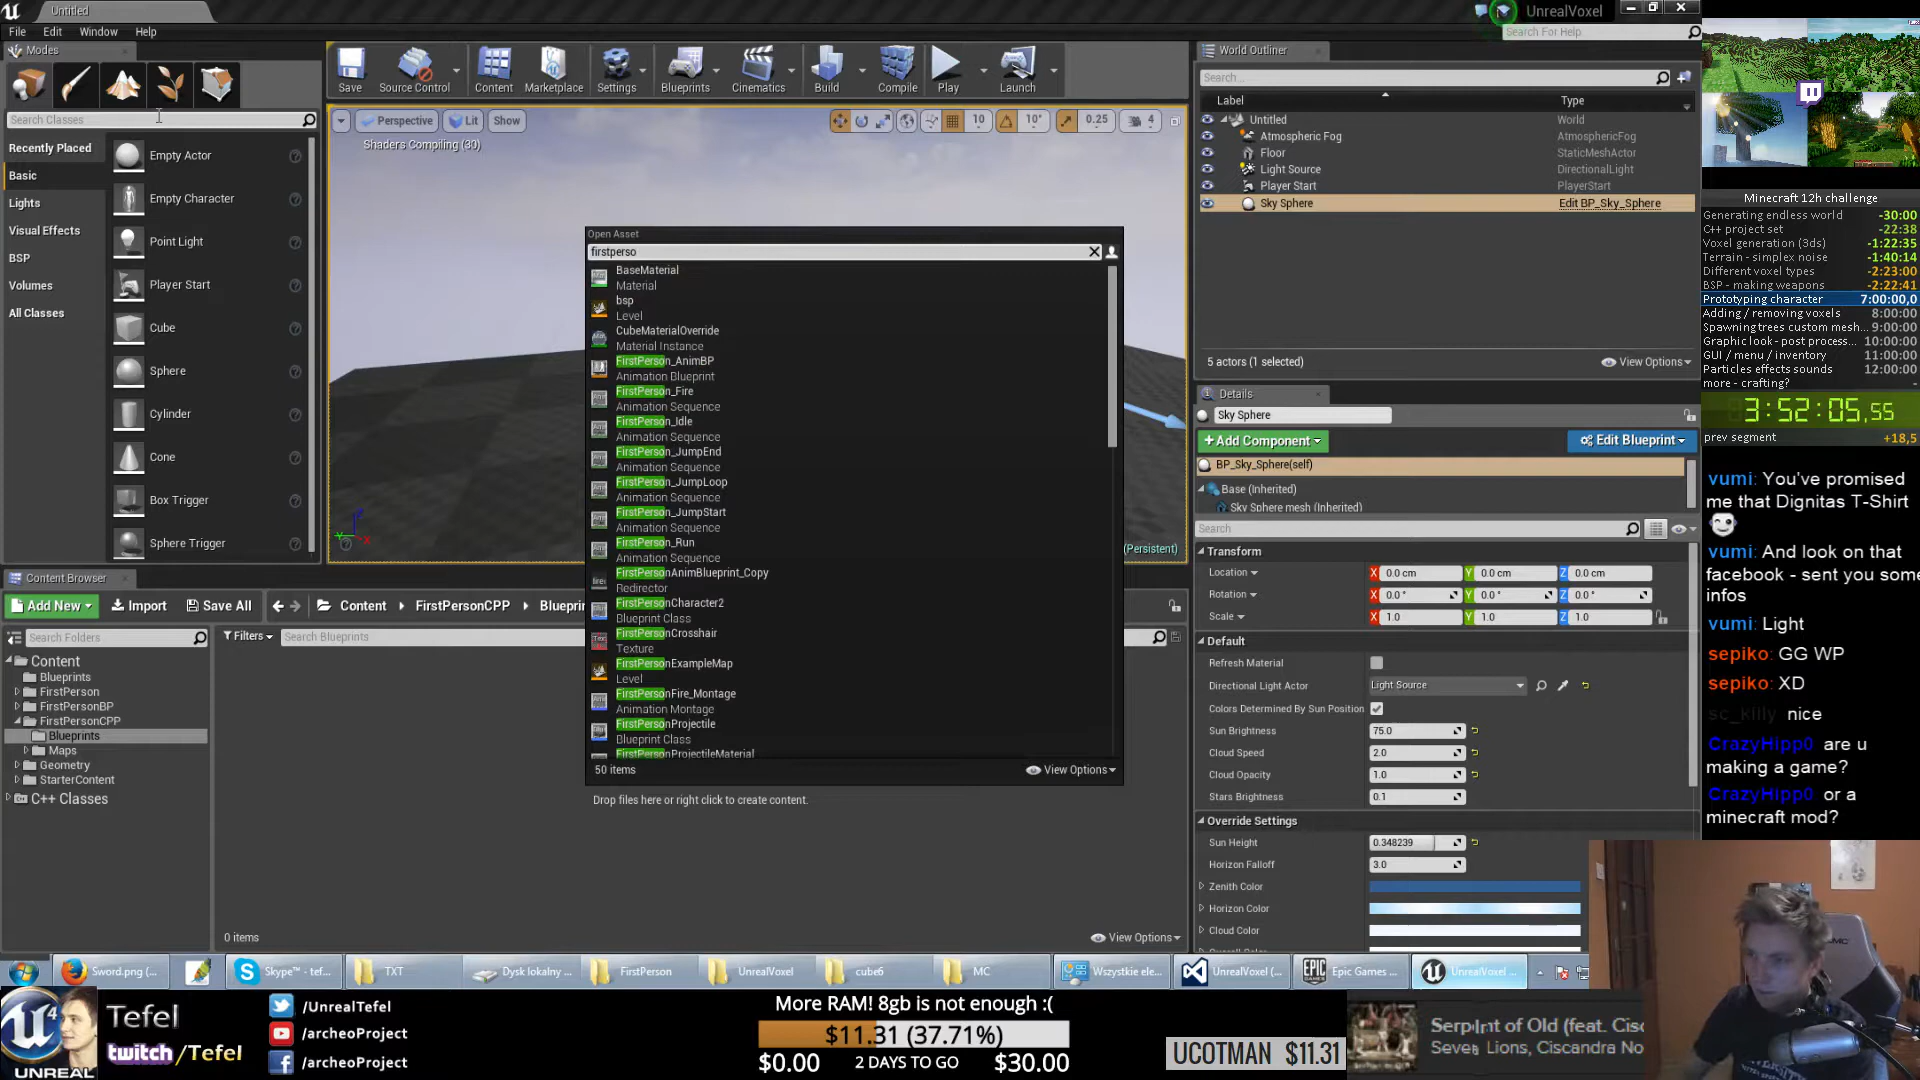 Untitled
UnrealVoxel
File Edit Window Help
Search For Help
Modes
Search Classes
Recently Placed
Basic
Lights
Visual Effects
BSP
Volumes
All Classes
Empty Actor
Empty Character
Point Light
Player Start
Cube
Sphere
Cylinder
Cone
Box Trigger
Sphere Trigger
Save
Source Control
Content
Marketplace
Settings
Blueprints
Cinematics
Build
Compile
Play
Launch
Perspective Lit Show
10 10° 0.25 4
Shaders Compiling (30)
(Persistent)
Open Asset
firstperso
BaseMaterial
Material
bsp
Level
CubeMaterialOverride
Material Instance
FirstPerson_AnimBP
Animation Blueprint
FirstPerson_Fire
Animation Sequence
FirstPerson_Idle
Animation Sequence
FirstPerson_JumpEnd
Animation Sequence
FirstPerson_JumpLoop
Animation Sequence
FirstPerson_JumpStart
Animation Sequence
FirstPerson_Run
Animation Sequence
FirstPersonAnimBlueprint_Copy
Redirector
FirstPersonCharacter2
Blueprint Class
FirstPersonCrosshair
Texture
FirstPersonExampleMap
Level
FirstPersonFire_Montage
Animation Montage
FirstPersonProjectile
Blueprint Class
FirstPersonProjectileMaterial
50 items
View Options
Drop files here or right click to create content.
World Outliner
Search...
Label Type
Untitled World
Atmospheric Fog AtmosphericFog
Floor StaticMeshActor
Light Source DirectionalLight
Player Start PlayerStart
Sky Sphere Edit BP_Sky_Sphere
5 actors (1 selected)
View Options
Details
Sky Sphere
+Add Component
Edit Blueprint
BP_Sky_Sphere(self)
Base (Inherited)
Sky Sphere mesh (Inherited)
Search
Transform
Location X 0.0 cm Y 0.0 cm Z 0.0 cm
Rotation X 0.0 ° Y 0.0 ° Z 0.0 °
Scale X 1.0 Y 1.0 Z 1.0
Default
Refresh Material
Directional Light Actor Light Source
Colors Determined By Sun Position
Sun Brightness 75.0
Cloud Speed 2.0
Cloud Opacity 1.0
Stars Brightness 0.1
Override Settings
Sun Height 0.348239
Horizon Falloff 3.0
Zenith Color
Horizon Color
Cloud Color
Content Browser
Add New Import Save All
Content FirstPersonCPP Blueprin
Search Folders
Filters Search Blueprints
Content
Blueprints
FirstPerson
FirstPersonBP
FirstPersonCPP
Blueprints
Maps
Geometry
StarterContent
C++ Classes
0 items
View Options
Minecraft 12h challenge
Generating endless world -30:00
C++ project set -22:38
Voxel generation (3ds) -1:22:35
Terrain - simplex noise -1:40:14
Different voxel types -2:23:00
BSP - making weapons -2:22:41
Prototyping character 7:00:00,0
Adding / removing voxels 8:00:00
Spawning trees custom mesh... 9:00:00
Graphic look - post process... 10:00:00
GUI / menu / inventory 11:00:00
Particles effects sounds 12:00:00
more - crafting? -
3:52:05,55
prev segment +18,5
vumi: You've promised
me that Dignitas T-Shirt
vumi: And look on that
facebook - sent you some
infos
vumi: Light
sepiko: GG WP
sepiko: XD
sc_killy nice
CrazyHipp0 are u
making a game?
CrazyHipp0 or a
minecraft mod?
Sword.png (...
Skype™ - tef...
TXT
Dysk lokalny ...
FirstPerson
UnrealVoxel
cube6
MC
Wszystkie ele...
UnrealVoxel (...
Epic Games ...
UnrealVoxel ...
UNREAL
Tefel
twitch/Tefel
/UnrealTefel
/archeoProject
/archeoProject
More RAM! 8gb is not enough :(
$11.31 (37.71%)
$0.00 2 DAYS TO GO $30.00
UCOTMAN $11.31